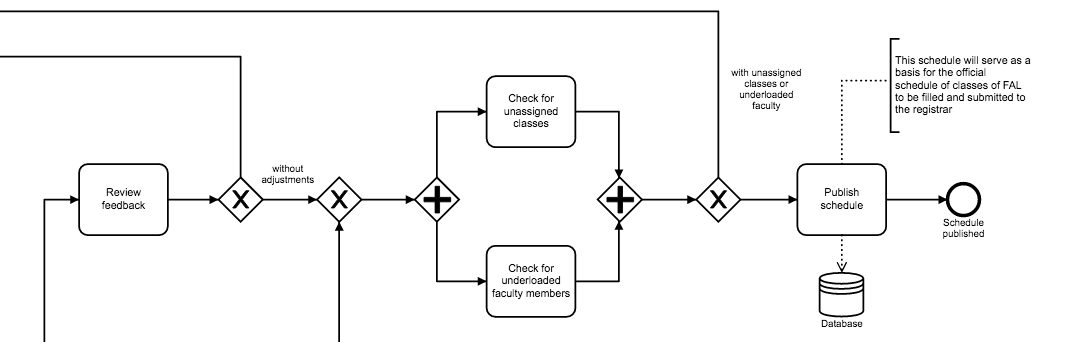 with unassigned
classes or
underloaded
faculty
This schedule will serve as a
basis for the official
schedule of classes of FAL
to be filled and submitted to
the registrar
Check for
unassigned
classes
without
adjustments
Review
feedback
X
X
X
Publish
schedule
Schedule
published
Check for
underloaded
faculty members
Database